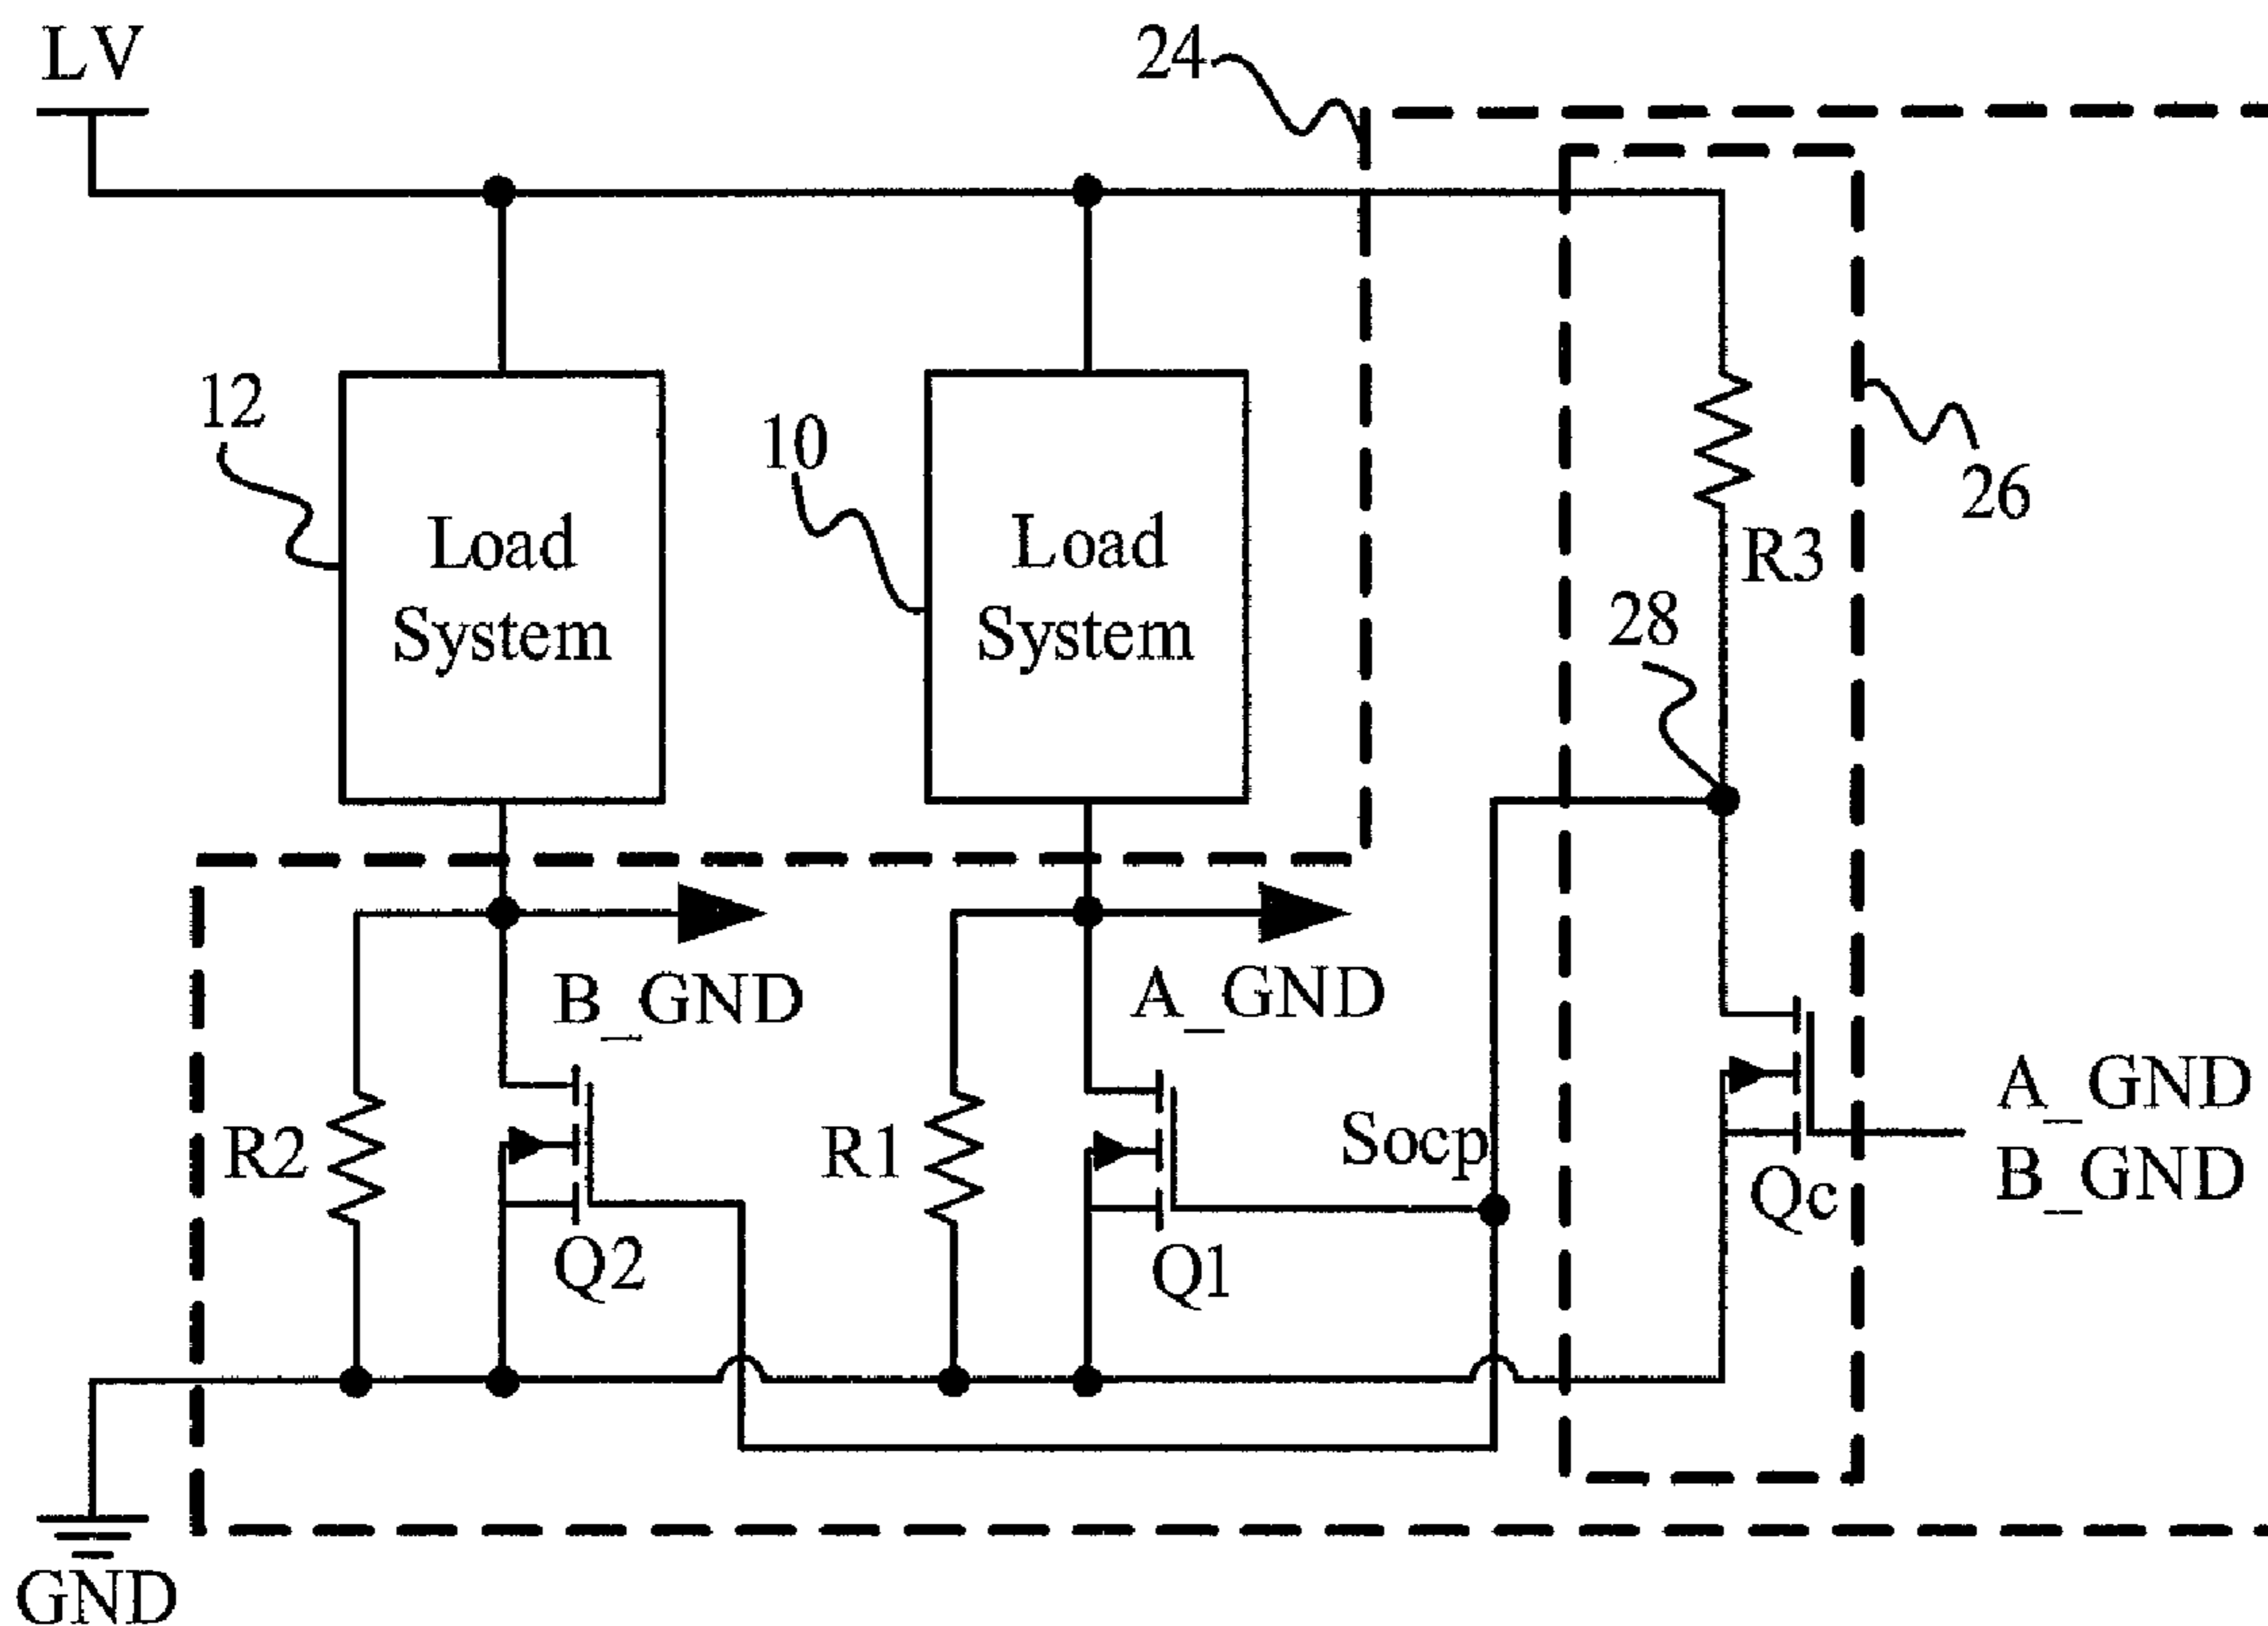 LV
24
12
Load
System
10
Load
System
26
R3
28
B_GND
A_GND
R2
R1
Socp
A_GND
B_GND
Qc
Q2
Q1
GND